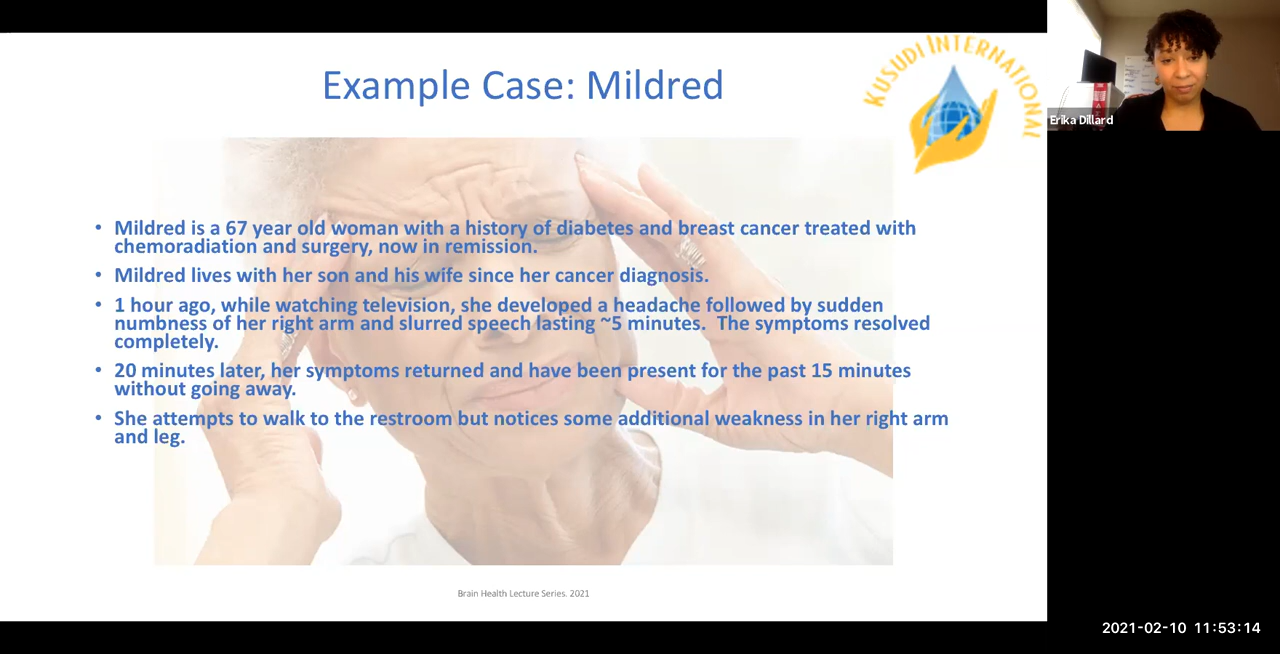 Example Case: Mildred
KUSUDI INTERNATIONAL
Erika Dillard
• Mildred is a 67 year old woman with a history of diabetes and breast cancer treated with
chemoradiation and surgery, now in remission.
• Mildred lives with her son and his wife since her cancer diagnosis.
• 1 hour ago, while watching television, she developed a headache followed by sudden
numbness of her right arm and slurred speech lasting ~5 minutes.  The symptoms resolved
completely.
• 20 minutes later, her symptoms returned and have been present for the past 15 minutes
without going away.
• She attempts to walk to the restroom but notices some additional weakness in her right arm
and leg.
Brain Health Lecture Series. 2021
2021-02-10 11:53:14